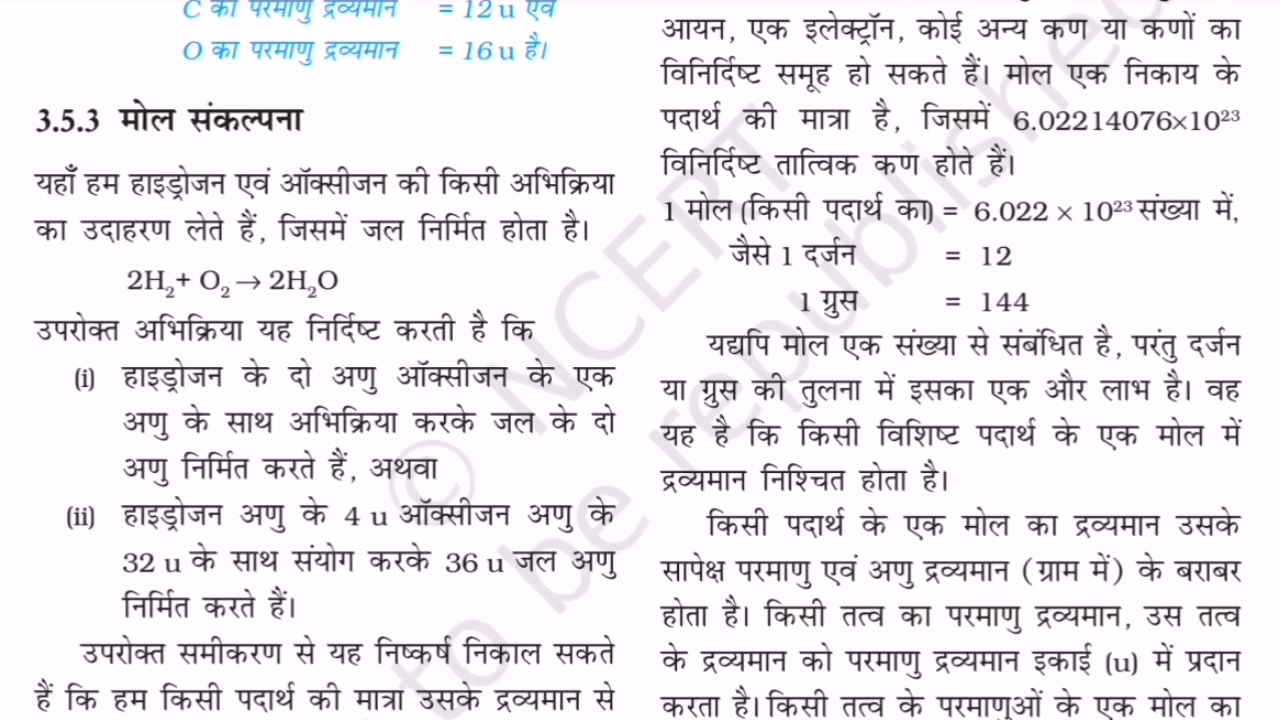 C का परमाणु द्रव्यमान = 12 u एवं
O का परमाणु द्रव्यमान = 16 u है।
3.5.3 मोल संकल्पना
यहाँ हम हाइड्रोजन एवं ऑक्सीजन की किसी अभिक्रिया
का उदाहरण लेते हैं, जिसमें जल निर्मित होता है।
2H₂+ O₂ → 2H₂O
उपरोक्त अभिक्रिया यह निर्दिष्ट करती है कि
(i) हाइड्रोजन के दो अणु ऑक्सीजन के एक
अणु के साथ अभिक्रिया करके जल के दो
अणु निर्मित करते हैं, अथवा
(ii) हाइड्रोजन अणु के 4 u ऑक्सीजन अणु के
32 u के साथ संयोग करके 36 u जल अणु
निर्मित करते हैं।
उपरोक्त समीकरण से यह निष्कर्ष निकाल सकते
हैं कि हम किसी पदार्थ की मात्रा उसके द्रव्यमान से
आयन, एक इलेक्ट्रॉन, कोई अन्य कण या कणों का
विनिर्दिष्ट समूह हो सकते हैं। मोल एक निकाय के
पदार्थ की मात्रा है, जिसमें 6.02214076×10²³
विनिर्दिष्ट तात्विक कण होते हैं।
1 मोल (किसी पदार्थ का) = 6.022 × 10²³ संख्या में,
जैसे 1 दर्जन = 12
1 ग्रुस = 144
यद्यपि मोल एक संख्या से संबंधित है, परंतु दर्जन
या ग्रुस की तुलना में इसका एक और लाभ है। वह
यह है कि किसी विशिष्ट पदार्थ के एक मोल में
द्रव्यमान निश्चित होता है।
किसी पदार्थ के एक मोल का द्रव्यमान उसके
सापेक्ष परमाणु एवं अणु द्रव्यमान (ग्राम में) के बराबर
होता है। किसी तत्व का परमाणु द्रव्यमान, उस तत्व
के द्रव्यमान को परमाणु द्रव्यमान इकाई (u) में प्रदान
करता है। किसी तत्व के परमाणुओं के एक मोल का
© NCERT
to be republished